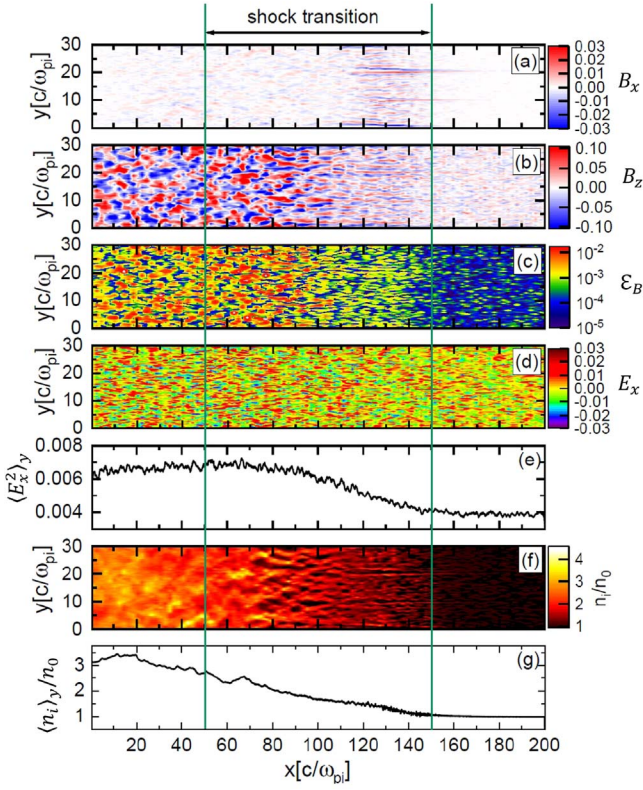 shock transition
30
20
10
0
y[c/ω_pi]
(a)
0.03
0.02
0.01
0.00
-0.01
-0.02
-0.03
B_x
30
20
10
0
y[c/ω_pi]
(b)
0.10
0.05
0.00
-0.05
-0.10
B_z
30
20
10
0
y[c/ω_pi]
(c)
10⁻²
10⁻³
10⁻⁴
10⁻⁵
ε_B
30
20
10
0
y[c/ω_pi]
(d)
0.03
0.02
0.01
0.00
-0.01
-0.02
-0.03
E_x
0.008
0.006
0.004
⟨E_x²⟩_y
(e)
30
20
10
0
y[c/ω_pi]
(f)
4
3
2
1
n_i/n_0
3
2
1
⟨n_i⟩_y/n_0
(g)
20 40 60 80 100 120 140 160 180 200
x[c/ω_pi]